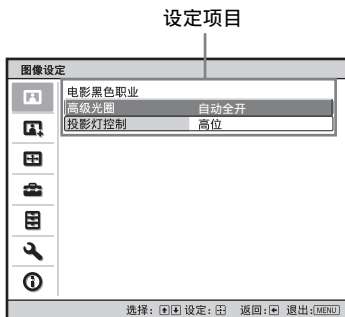 设定项目
图像设定
电影黑色职业
高级光圈 自动全开
投影灯控制 高位
选择: 设定: 返回: 退出: MENU